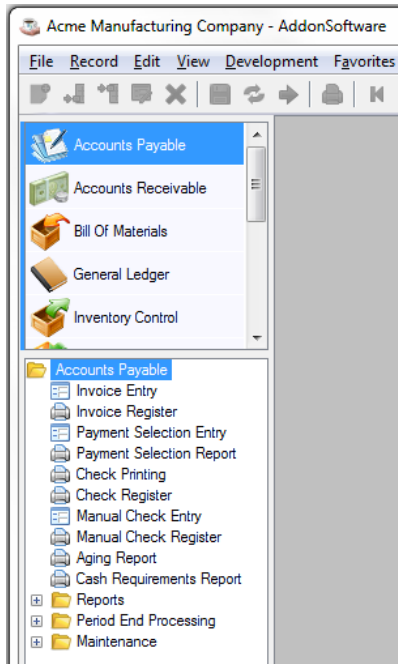 Acme Manufacturing Company - AddonSoftware
File Record Edit View Development Favorites
Accounts Payable
Accounts Receivable
Bill Of Materials
General Ledger
Inventory Control
Accounts Payable
Invoice Entry
Invoice Register
Payment Selection Entry
Payment Selection Report
Check Printing
Check Register
Manual Check Entry
Manual Check Register
Aging Report
Cash Requirements Report
Reports
Period End Processing
Maintenance